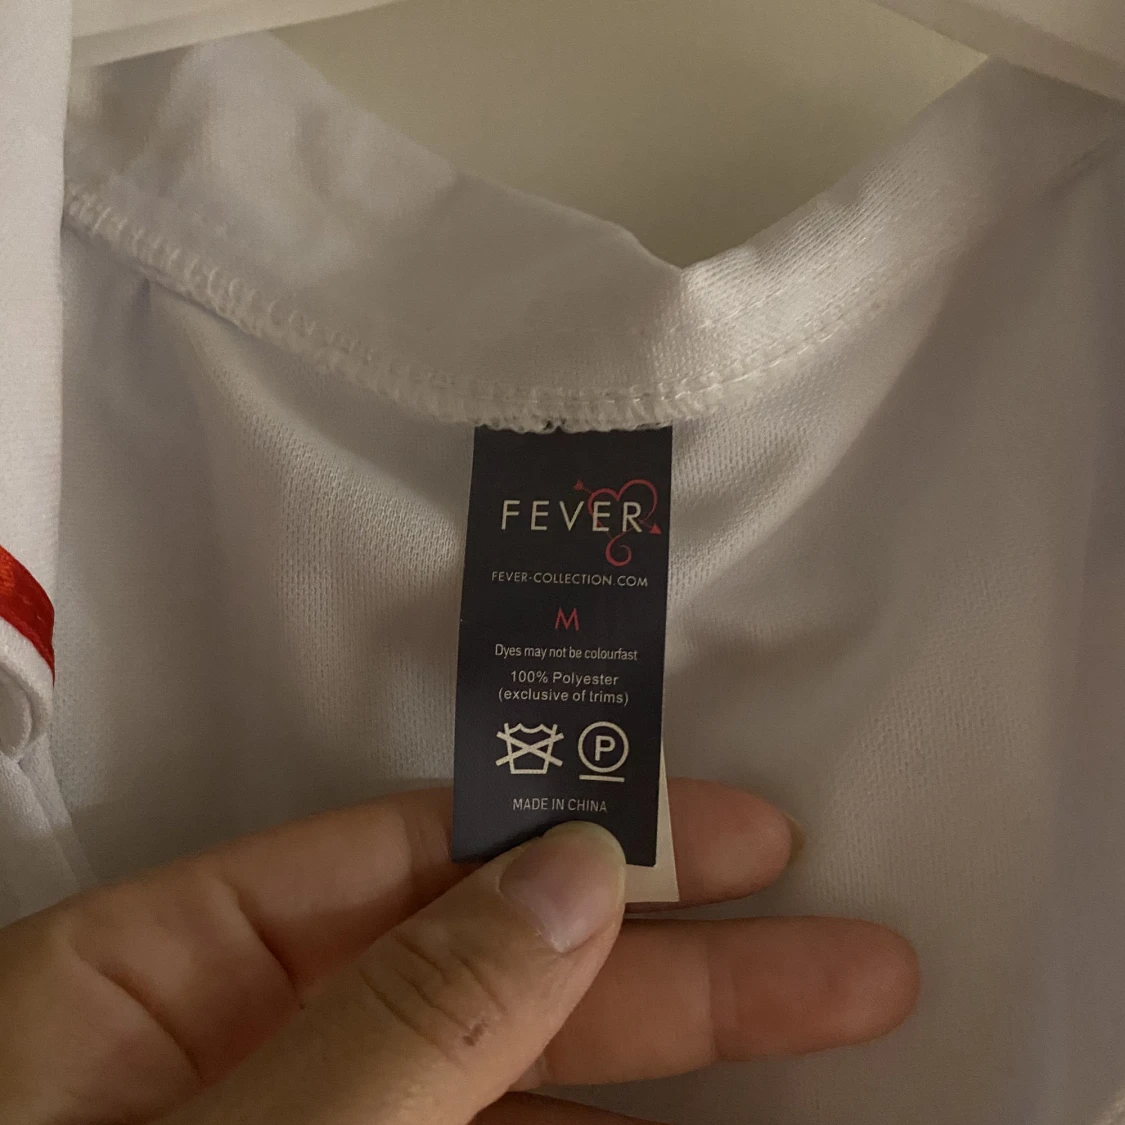 FEVER
FEVER-COLLECTION.COM
M
Dyes may not be colourfast
100% Polyester
(exclusive of trims)
P
MADE IN CHINA